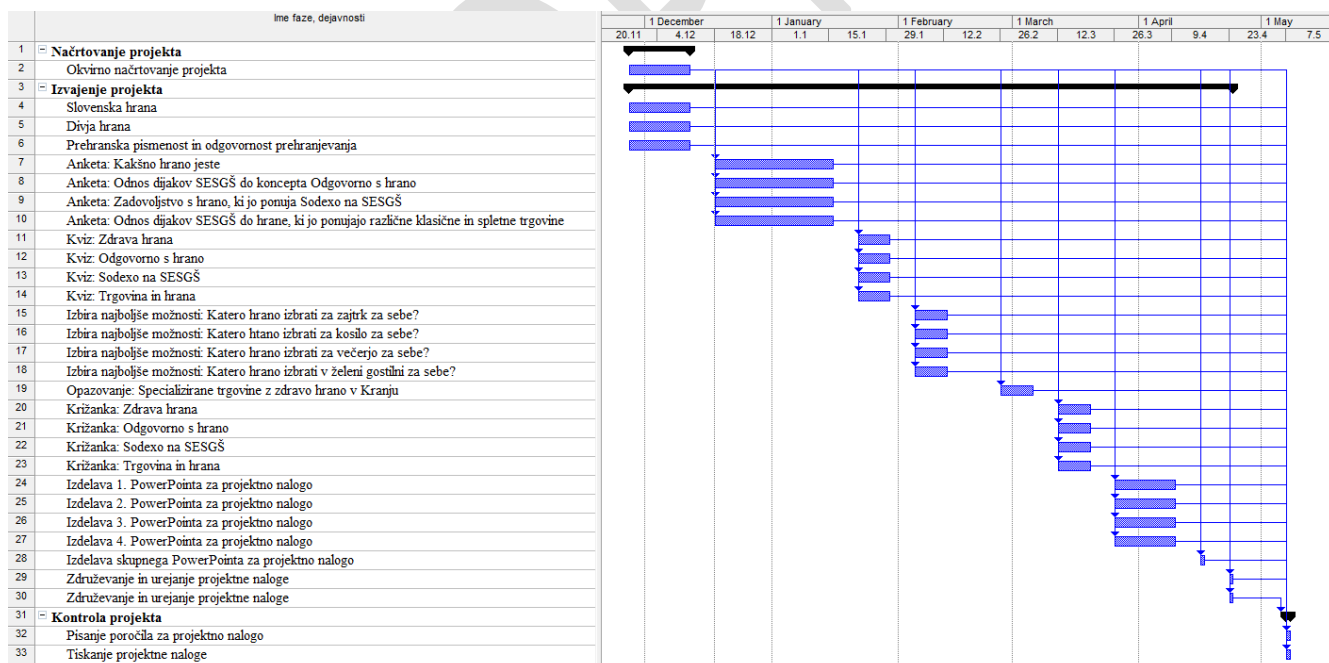 Ime faze, dejavnosti
1 December 1 January 1 February 1 March 1 April 1 May
20.11 4.12 18.12 1.1 15.1 29.1 12.2 26.2 12.3 26.3 9.4 23.4 7.5
1 Načrtovanje projekta
2 Okvirno načrtovanje projekta
3 Izvajenje projekta
4 Slovenska hrana
5 Divja hrana
6 Prehranska pismenost in odgovornost prehranjevanja
7 Anketa: Kakšno hrano jeste
8 Anketa: Odnos dijakov SESGŠ do koncepta Odgovorno s hrano
9 Anketa: Zadovoljstvo s hrano, ki jo ponuja Sodexo na SESGŠ
10 Anketa: Odnos dijakov SESGŠ do hrane, ki jo ponujajo različne klasične in spletne trgovine
11 Kviz: Zdrava hrana
12 Kviz: Odgovorno s hrano
13 Kviz: Sodexo na SESGŠ
14 Kviz: Trgovina in hrana
15 Izbira najboljše možnosti: Katero hrano izbrati za zajtrk za sebe?
16 Izbira najboljše možnosti: Katero htano izbrati za kosilo za sebe?
17 Izbira najboljše možnosti: Katero hrano izbrati za večerjo za sebe?
18 Izbira najboljše možnosti: Katero hrano izbrati v želeni gostilni za sebe?
19 Opazovanje: Specializirane trgovine z zdravo hrano v Kranju
20 Križanka: Zdrava hrana
21 Križanka: Odgovorno s hrano
22 Križanka: Sodexo na SESGŠ
23 Križanka: Trgovina in hrana
24 Izdelava 1. PowerPointa za projektno nalogo
25 Izdelava 2. PowerPointa za projektno nalogo
26 Izdelava 3. PowerPointa za projektno nalogo
27 Izdelava 4. PowerPointa za projektno nalogo
28 Izdelava skupnega PowerPointa za projektno nalogo
29 Združevanje in urejanje projektne naloge
30 Združevanje in urejanje projektne naloge
31 Kontrola projekta
32 Pisanje poročila za projektno nalogo
33 Tiskanje projektne naloge